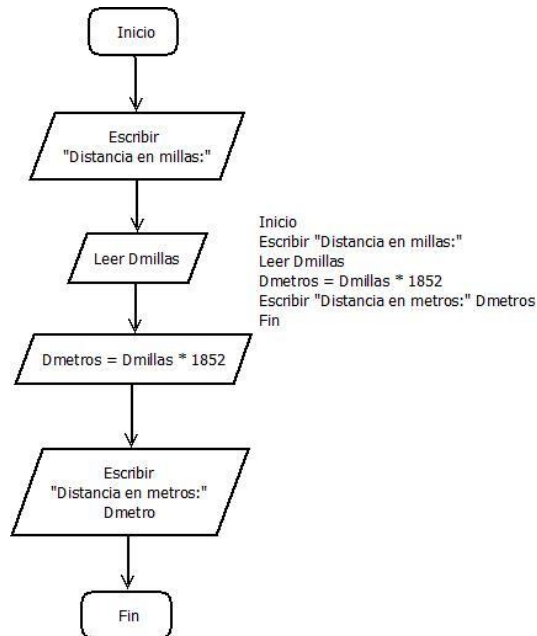 Inicio
Escribir
"Distancia en millas:"
Leer Dmillas
Dmetros = Dmillas * 1852
Escribir
"Distancia en metros:"
Dmetro
Fin
Inicio
Escribir "Distancia en millas:"
Leer Dmillas
Dmetros = Dmillas * 1852
Escribir "Distancia en metros:" Dmetros
Fin